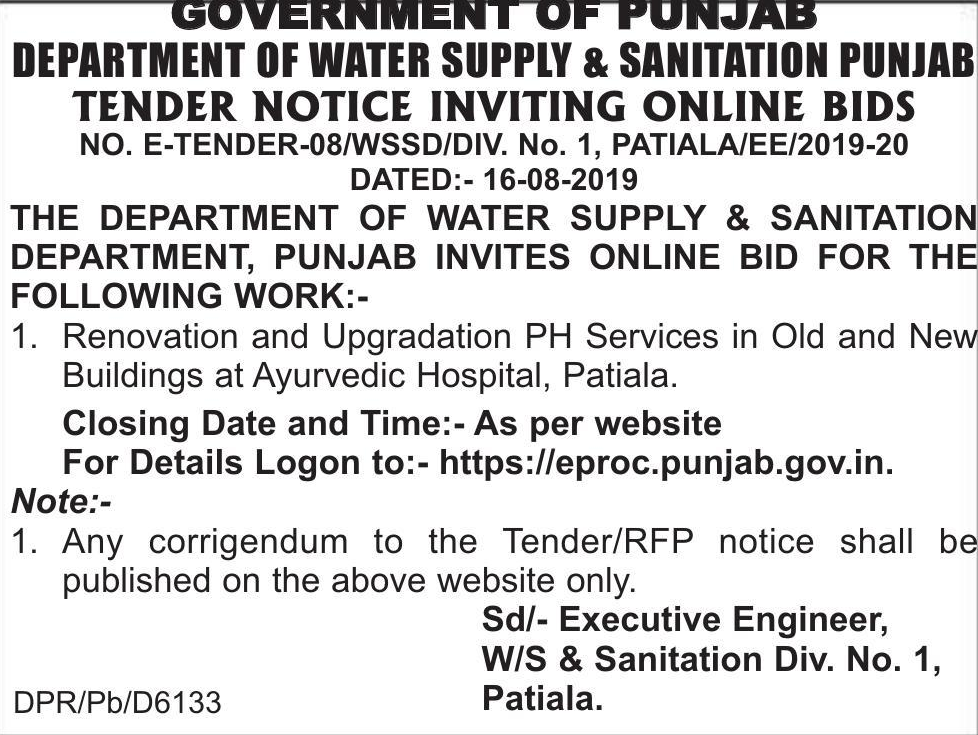 GOVERNMENT OF PUNJAB
DEPARTMENT OF WATER SUPPLY & SANITATION PUNJAB
TENDER NOTICE INVITING ONLINE BIDS
NO. E-TENDER-08/WSSD/DIV. No. 1, PATIALA/EE/2019-20
DATED:- 16-08-2019
THE DEPARTMENT OF WATER SUPPLY & SANITATION
DEPARTMENT, PUNJAB INVITES ONLINE BID FOR THE
FOLLOWING WORK:-
1. Renovation and Upgradation PH Services in Old and New
Buildings at Ayurvedic Hospital, Patiala.
Closing Date and Time:- As per website
For Details Logon to:- https://eproc.punjab.gov.in.
Note:-
1. Any corrigendum to the Tender/RFP notice shall be
published on the above website only.
Sd/- Executive Engineer,
W/S & Sanitation Div. No. 1,
Patiala.
DPR/Pb/D6133